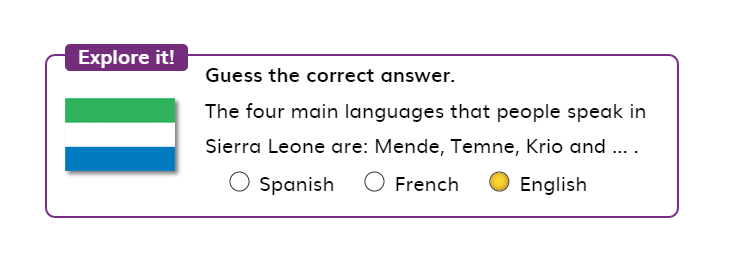 Explore it!
Guess the correct answer.
The four main languages that people speak in
Sierra Leone are: Mende, Temne, Krio and ... .
Spanish French English